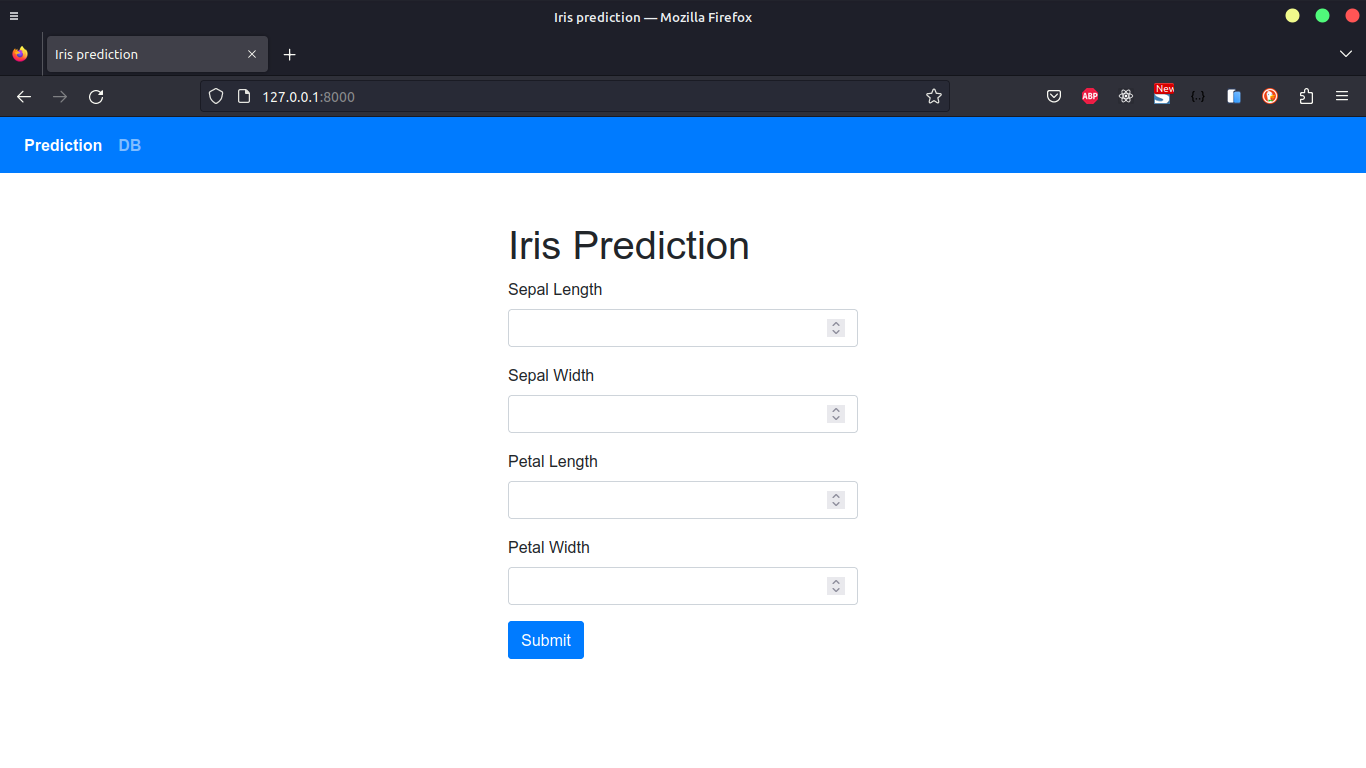 Iris prediction — Mozilla Firefox
Iris prediction
127.0.0.1:8000
ABP
New
{..}
Prediction DB
Iris Prediction
Sepal Length
Sepal Width
Petal Length
Petal Width
Submit